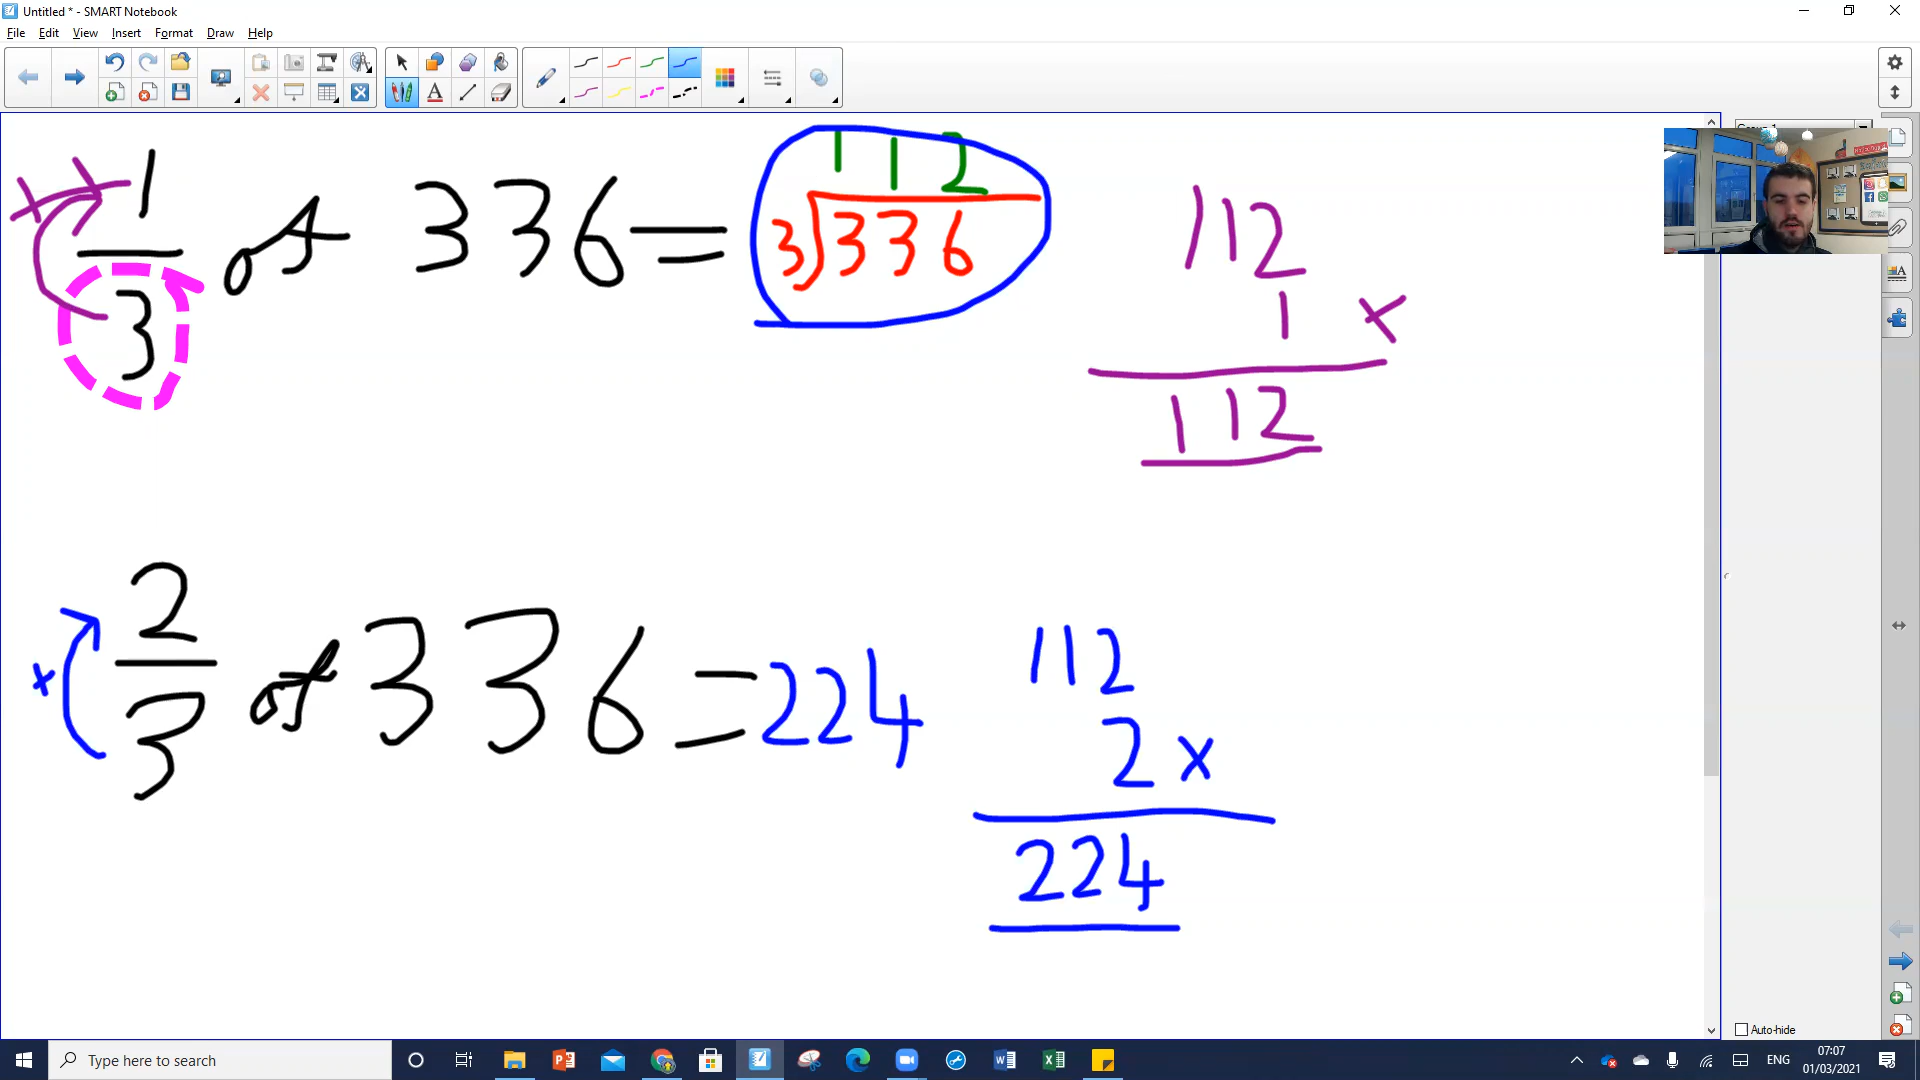 Untitled * - SMART Notebook
File Edit View Insert Format Draw Help
1/3 of 336 =
112
3)336
112
1 x
112
2/3 of 336 = 224
x
112
2 x
224
Auto-hide
Type here to search
ENG
07:07
01/03/2021